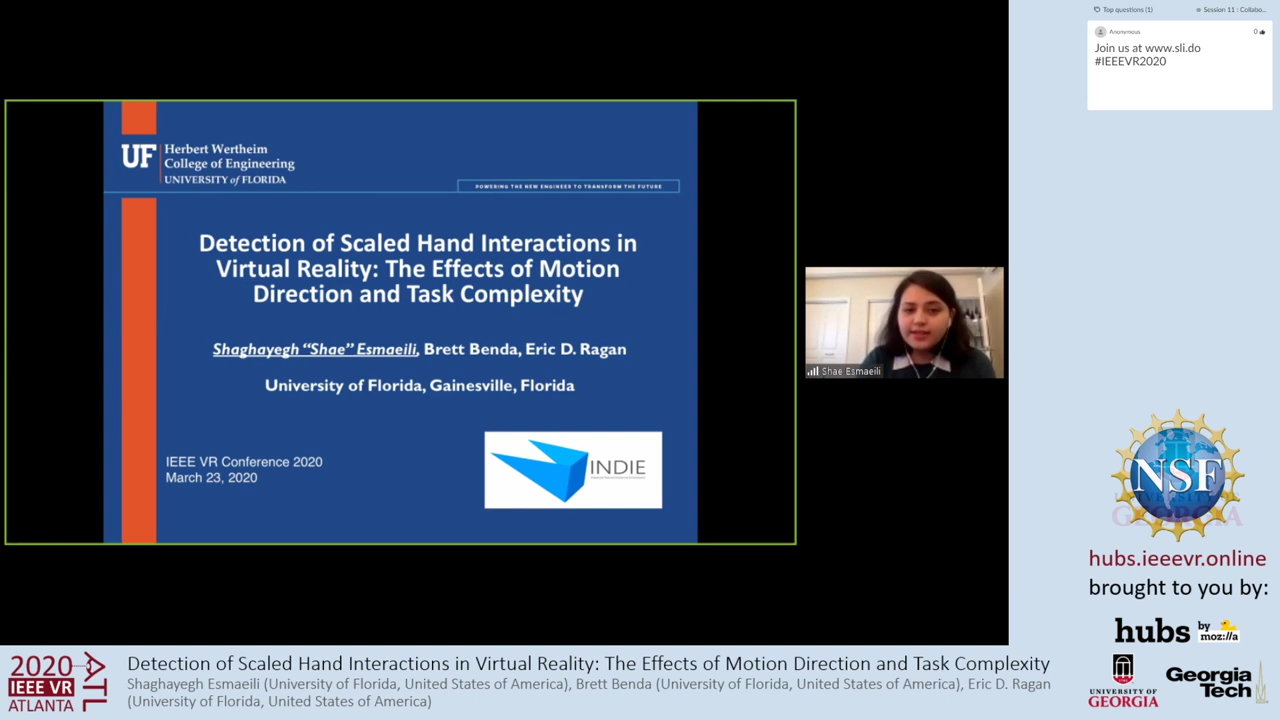 Top questions (1)
Session 11 : Collabo...
Anonymous
0
Join us at www.sli.do
#IEEEVR2020
UF
Herbert Wertheim
College of Engineering
UNIVERSITY of FLORIDA
POWERING THE NEW ENGINEER TO TRANSFORM THE FUTURE
Detection of Scaled Hand Interactions in
Virtual Reality: The Effects of Motion
Direction and Task Complexity
Shaghayegh “Shae” Esmaeili, Brett Benda, Eric D. Ragan
University of Florida, Gainesville, Florida
IEEE VR Conference 2020
March 23, 2020
INDIE
Shae Esmaeili
NSF
UNIVERSITY
GEORGIA
hubs.ieeevr.online
brought to you by:
hubs by
moz://a
UNIVERSITY OF
GEORGIA
Georgia
Tech
2020
IEEE VR
ATLANTA
ATL
Detection of Scaled Hand Interactions in Virtual Reality: The Effects of Motion Direction and Task Complexity
Shaghayegh Esmaeili (University of Florida, United States of America), Brett Benda (University of Florida, United States of America), Eric D. Ragan
(University of Florida, United States of America)